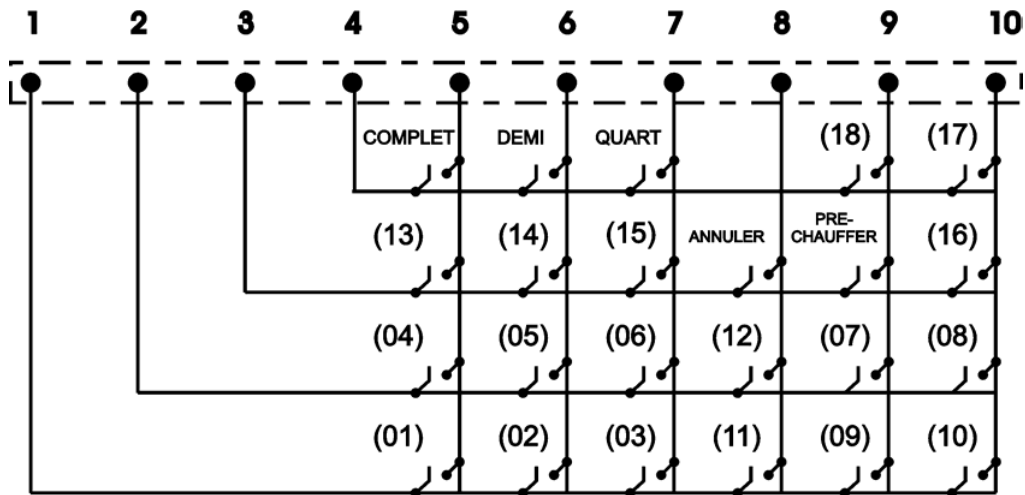 1 2 3 4 5 6 7 8 9 10
COMPLET DEMI QUART (18) (17)
(13) (14) (15) ANNULER PRE-
CHAUFFER (16)
(04) (05) (06) (12) (07) (08)
(01) (02) (03) (11) (09) (10)